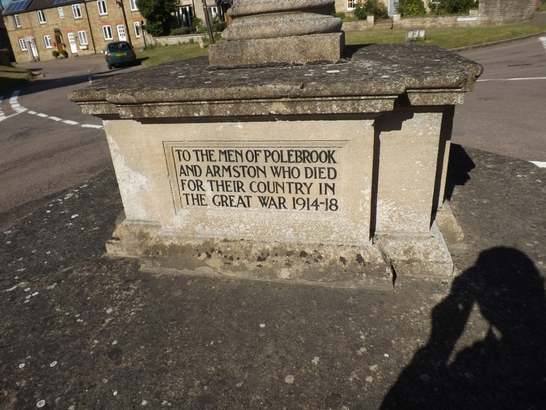 TO THE MEN OF POLEBROOK
AND ARMSTON WHO DIED
FOR THEIR COUNTRY IN
THE GREAT WAR 1914-18